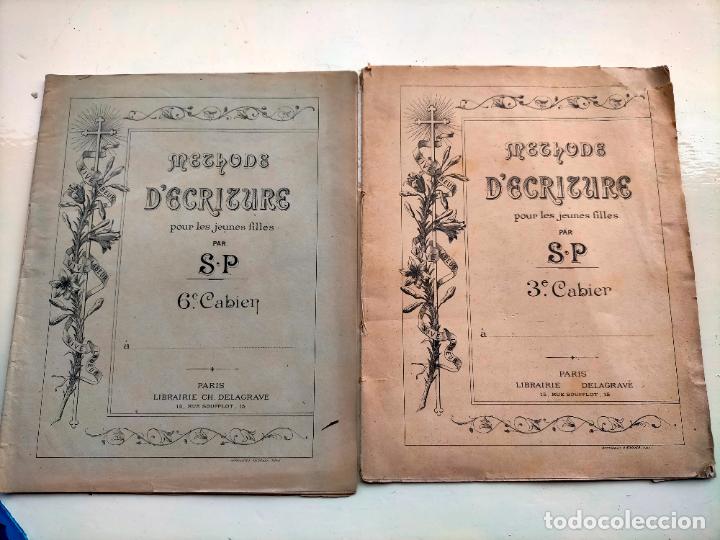 METHODE
D'ECRITURE
pour les jeunes filles
PAR
S·P
6e. Cahier
à
PARIS
LIBRAIRIE CH. DELAGRAVE
15, RUE SOUFFLOT, 15
METHODE
D'ECRITURE
pour les jeunes filles
PAR
S·P
3e. Cahier
à
PARIS
LIBRAIRIE DELAGRAVE
15, RUE SOUFFLOT, 15
todocoleccion.net